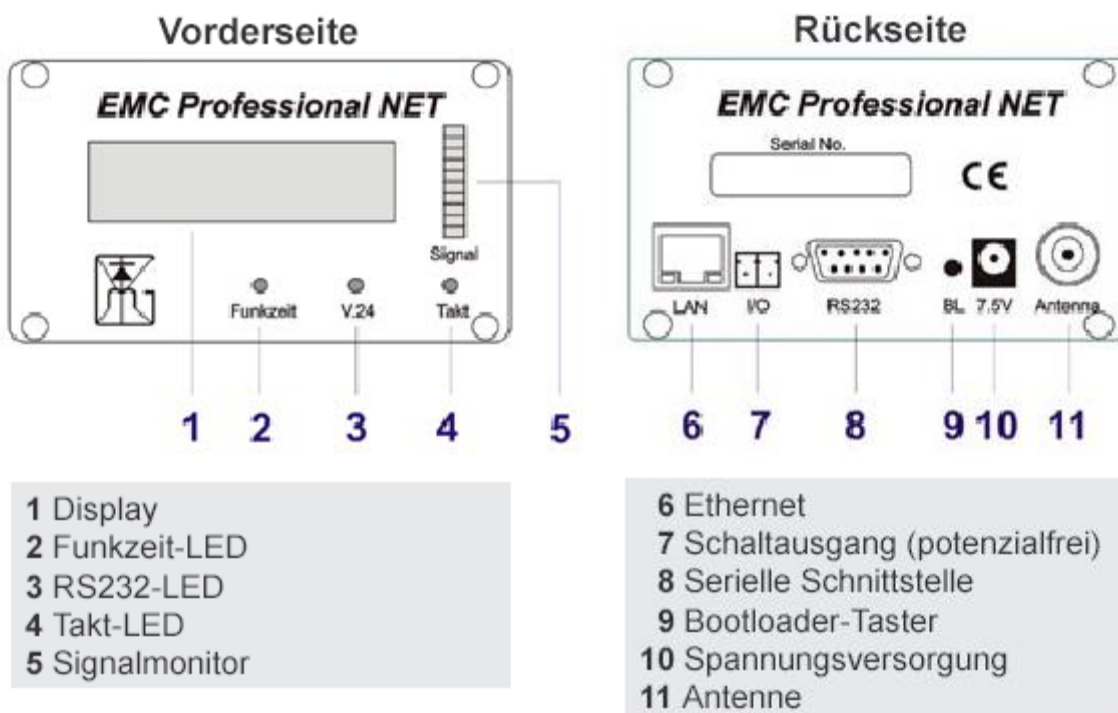 Vorderseite
EMC Professional NET
Signal
Funkzeit V.24 Takt
1 2 3 4 5
1 Display
2 Funkzeit-LED
3 RS232-LED
4 Takt-LED
5 Signalmonitor
Rückseite
EMC Professional NET
Serial No.
CE
LAN I/O RS232 BL 7.5V Antenna
6 7 8 9 10 11
6 Ethernet
7 Schaltausgang (potenzialfrei)
8 Serielle Schnittstelle
9 Bootloader-Taster
10 Spannungsversorgung
11 Antenne